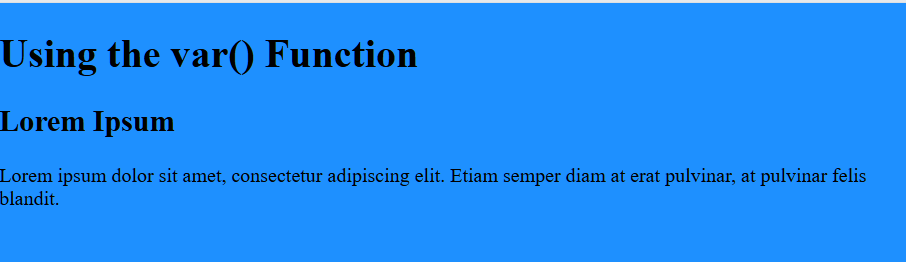 Using the var() Function
Lorem Ipsum
Lorem ipsum dolor sit amet, consectetur adipiscing elit. Etiam semper diam at erat pulvinar, at pulvinar felis
blandit.